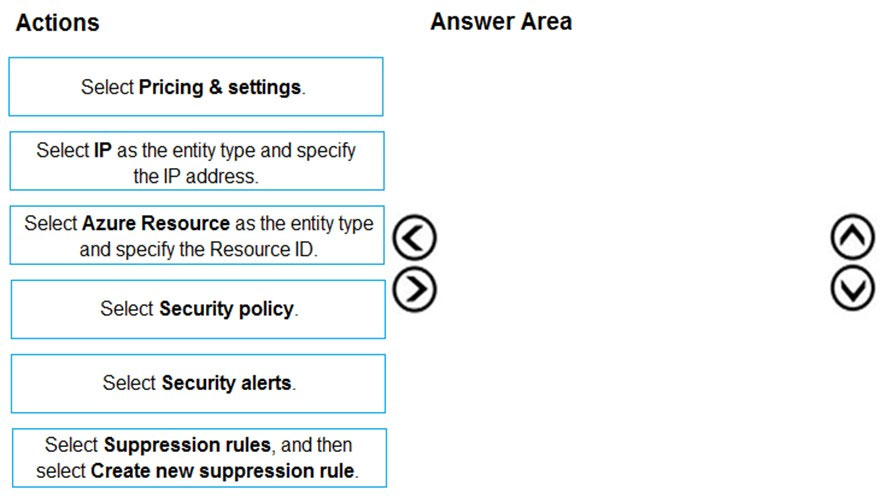 Actions
Answer Area
Select Pricing & settings.
Select IP as the entity type and specify
the IP address.
Select Azure Resource as the entity type
and specify the Resource ID.
Select Security policy.
Select Security alerts.
Select Suppression rules, and then
select Create new suppression rule.